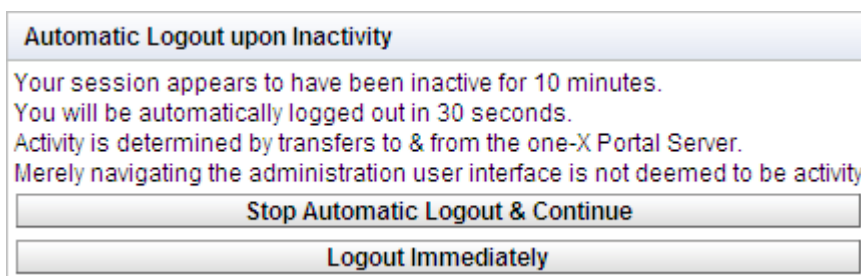 Automatic Logout upon Inactivity
Your session appears to have been inactive for 10 minutes.
You will be automatically logged out in 30 seconds.
Activity is determined by transfers to & from the one-X Portal Server.
Merely navigating the administration user interface is not deemed to be activity
Stop Automatic Logout & Continue
Logout Immediately